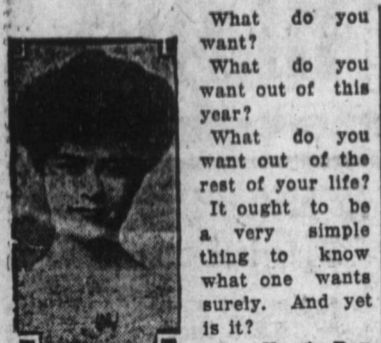 What do you
want?
What do you
want out of this
year?
What do you
want out of the
rest of your life?
It ought to be
a very simple
thing to know
what one wants
surely. And yet
is it?